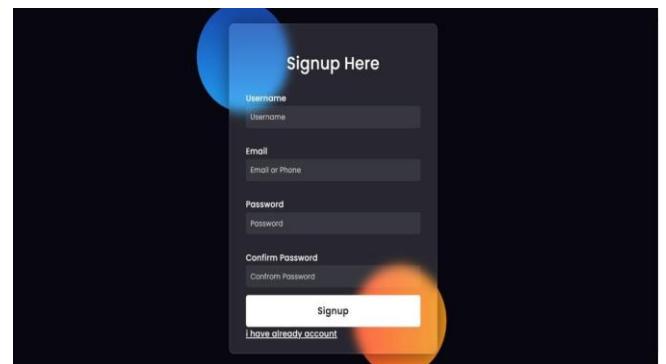 Signup Here
Username
Username
Email
Email or Phone
Password
Password
Confirm Password
Confrom Password
Signup
i have already account